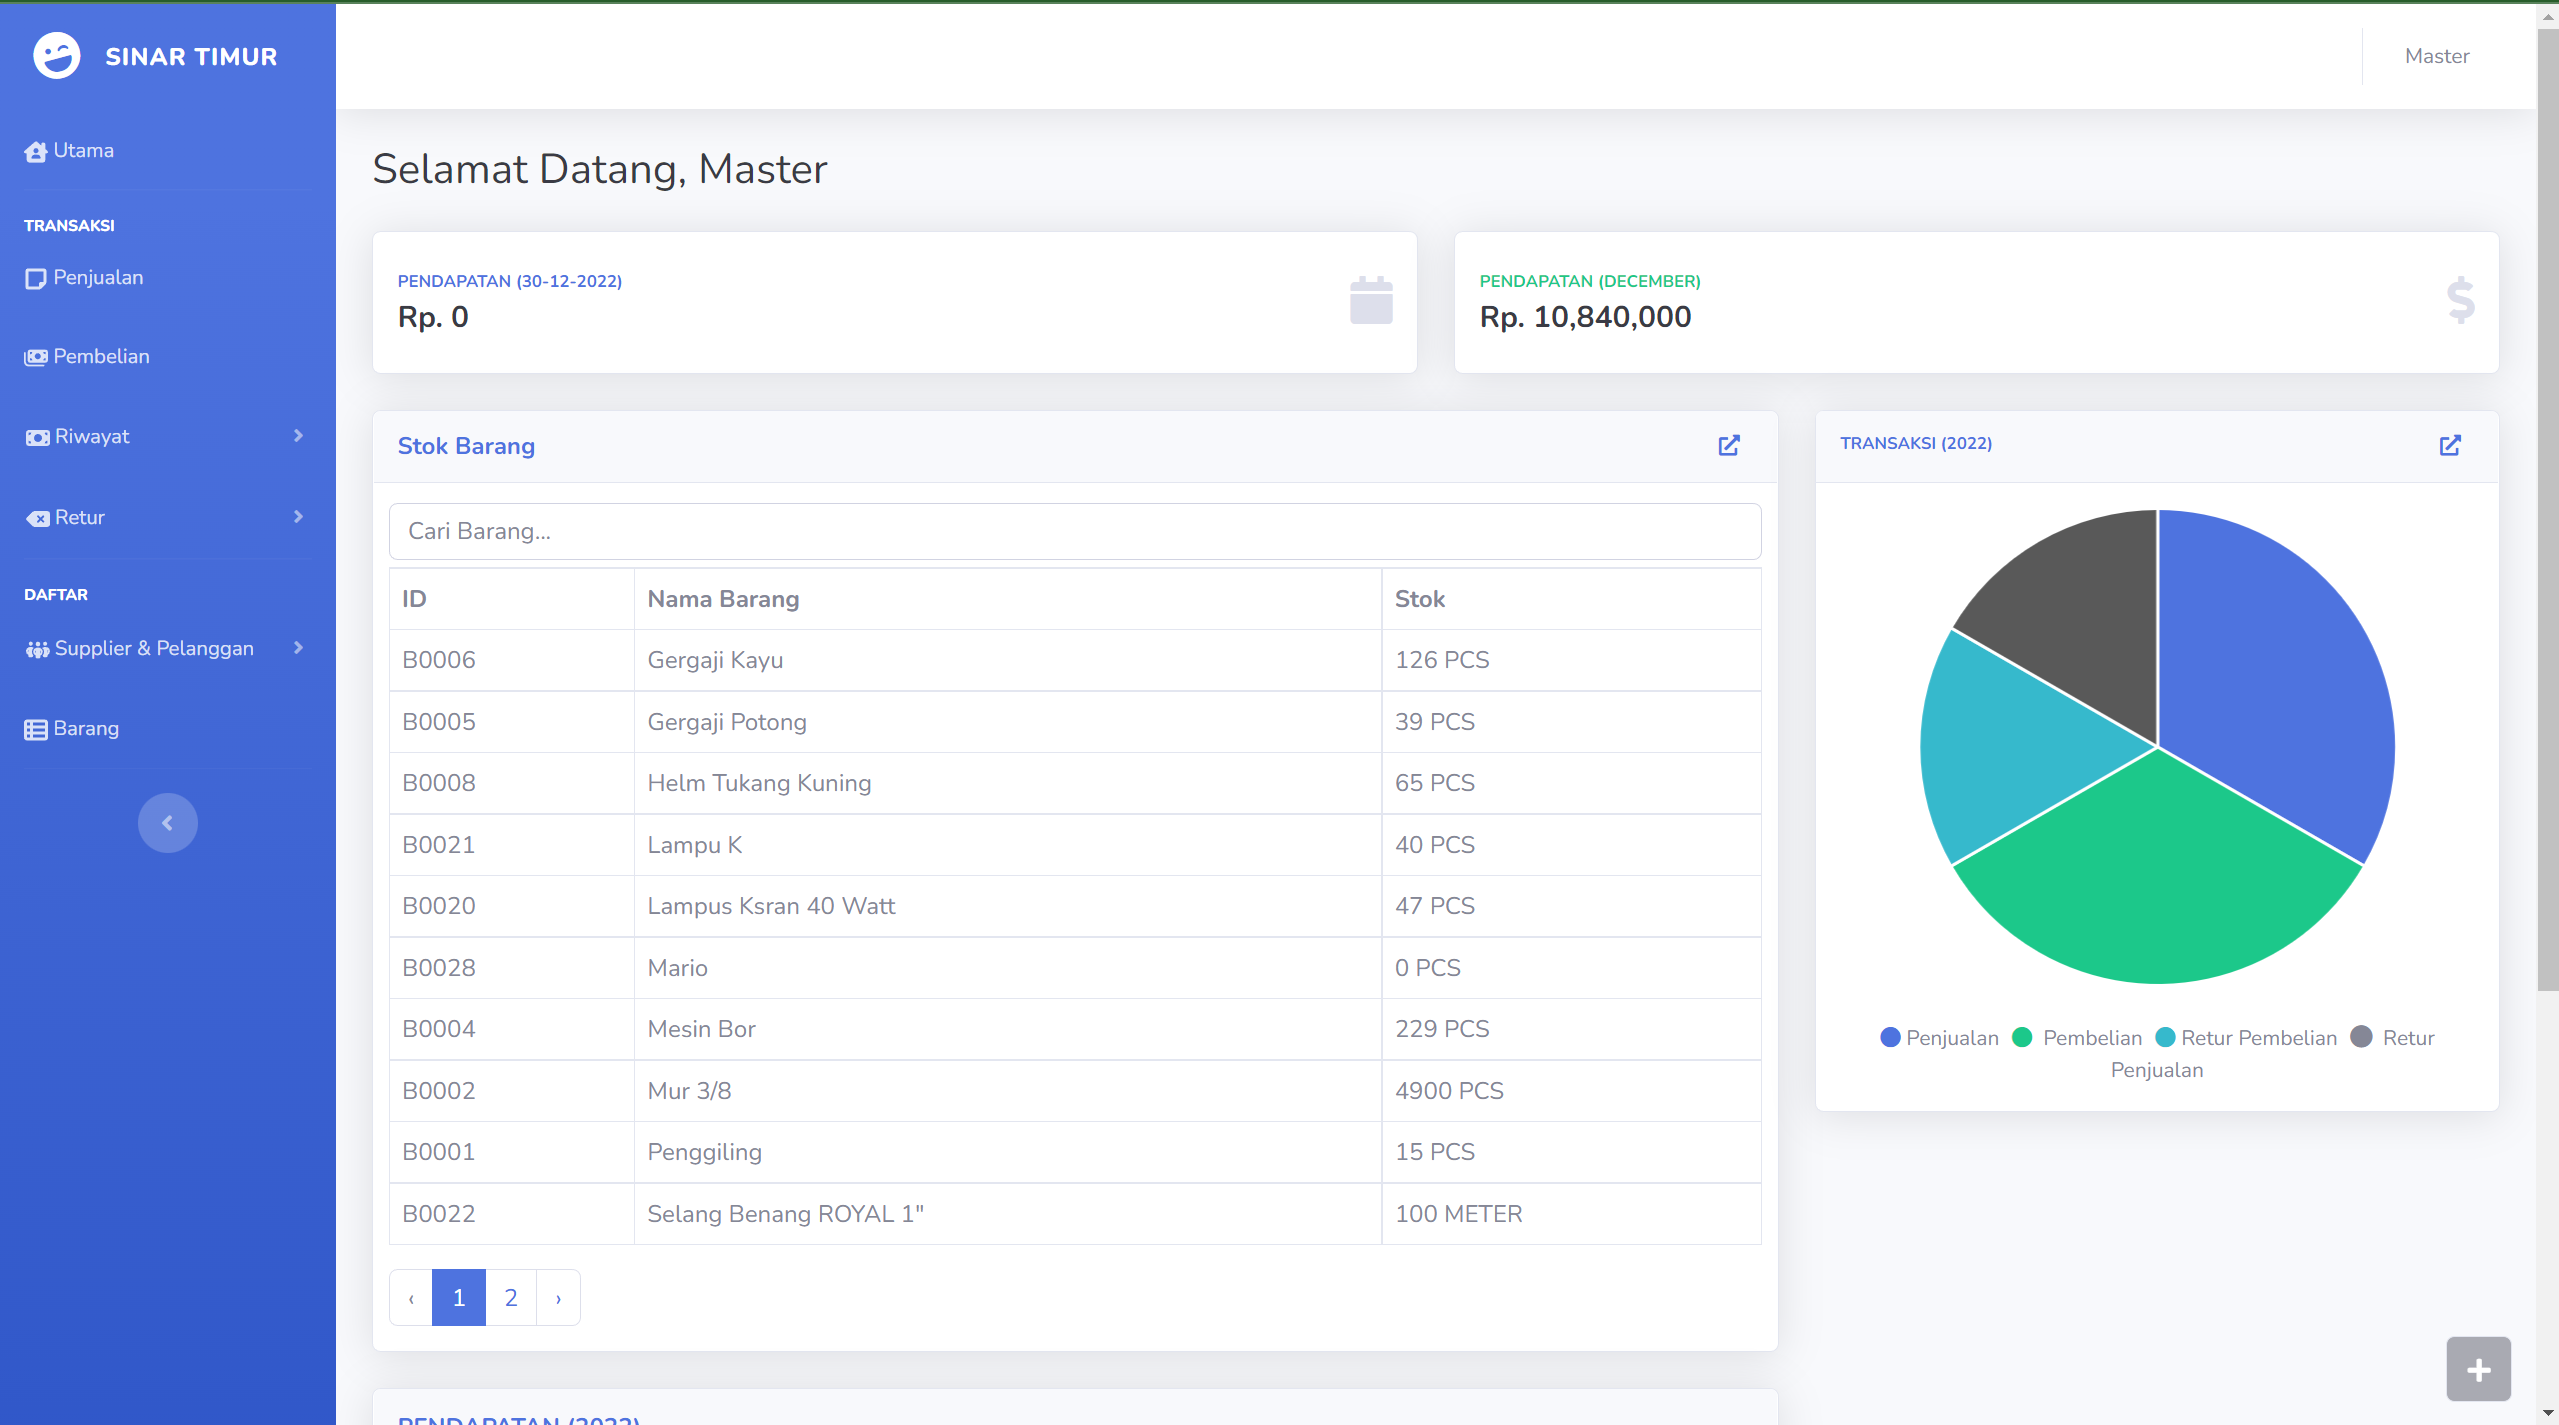 SINAR TIMUR
Master
Utama
TRANSAKSI
Penjualan
Pembelian
Riwayat
Retur
DAFTAR
Supplier & Pelanggan
Barang
Selamat Datang, Master
PENDAPATAN (30-12-2022)
Rp. 0
PENDAPATAN (DECEMBER)
Rp. 10,840,000
Stok Barang
Cari Barang...
ID Nama Barang Stok
B0006 Gergaji Kayu 126 PCS
B0005 Gergaji Potong 39 PCS
B0008 Helm Tukang Kuning 65 PCS
B0021 Lampu K 40 PCS
B0020 Lampus Ksran 40 Watt 47 PCS
B0028 Mario 0 PCS
B0004 Mesin Bor 229 PCS
B0002 Mur 3/8 4900 PCS
B0001 Penggiling 15 PCS
B0022 Selang Benang ROYAL 1" 100 METER
‹ 1 2 ›
TRANSAKSI (2022)
Penjualan Pembelian Retur Pembelian Retur
Penjualan
PENDAPATAN (2022)